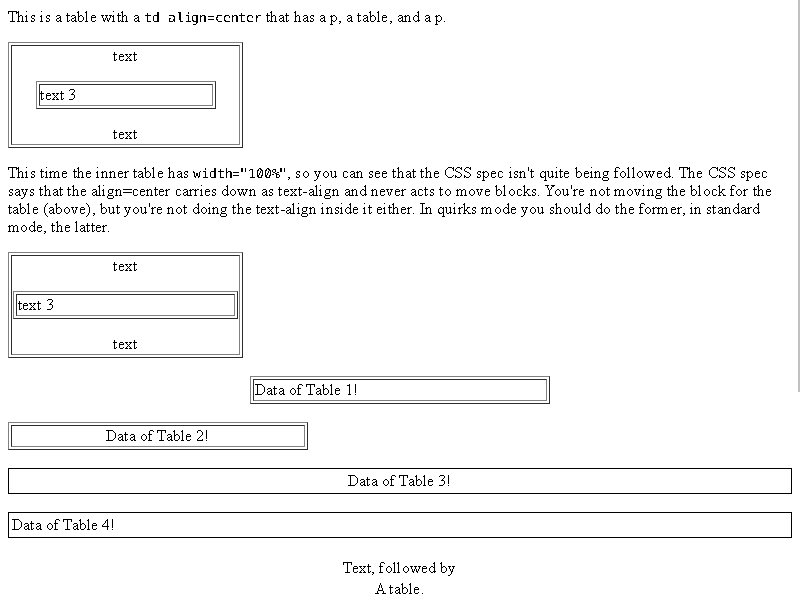 This is a table with a td align=center that has a p, a table, and a p.
text
text 3
text
This time the inner table has width="100%", so you can see that the CSS spec isn't quite being followed. The CSS spec
says that the align=center carries down as text-align and never acts to move blocks. You're not moving the block for the
table (above), but you're not doing the text-align inside it either. In quirks mode you should do the former, in standard
mode, the latter.
text
text 3
text
Data of Table 1!
Data of Table 2!
Data of Table 3!
Data of Table 4!
Text, followed by
A table.